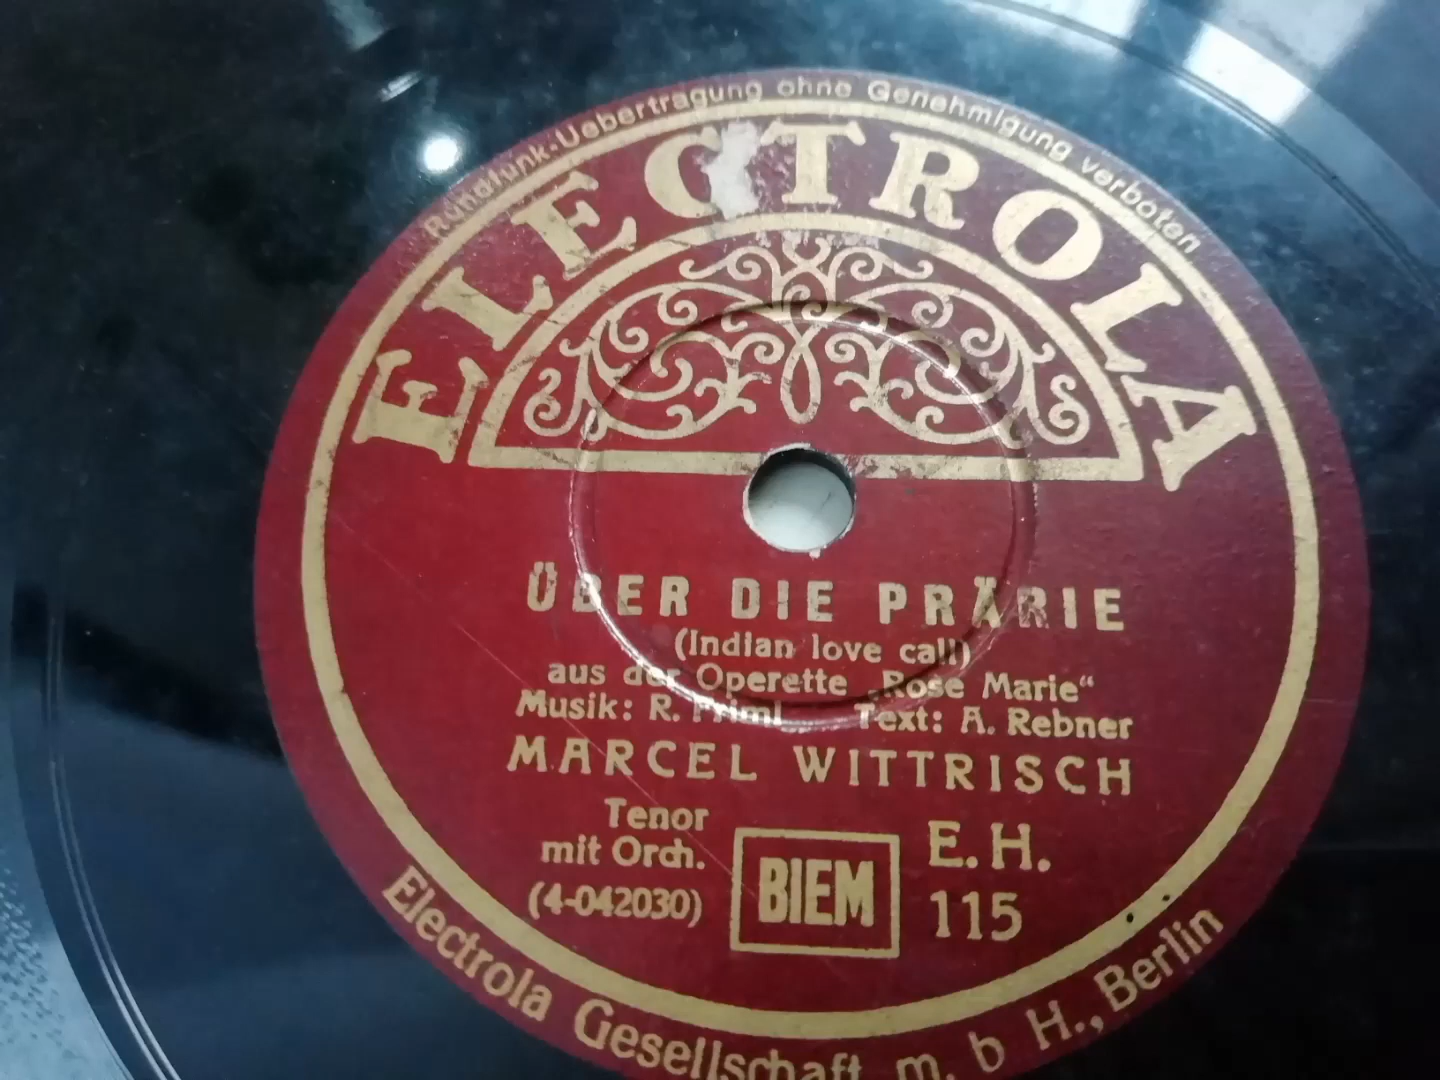 Rundfunk-Uebertragung ohne Genehmigung verboten
ELECTROLA
ÜBER DIE PRÄRIE
(Indian love call)
aus der Operette „Rose Marie“
Musik: R. Friml Text: A. Rebner
MARCEL WITTRISCH
Tenor
mit Orch.
(4-042030)
BIEM
E.H.
115
Electrola Gesellschaft m. b H., Berlin